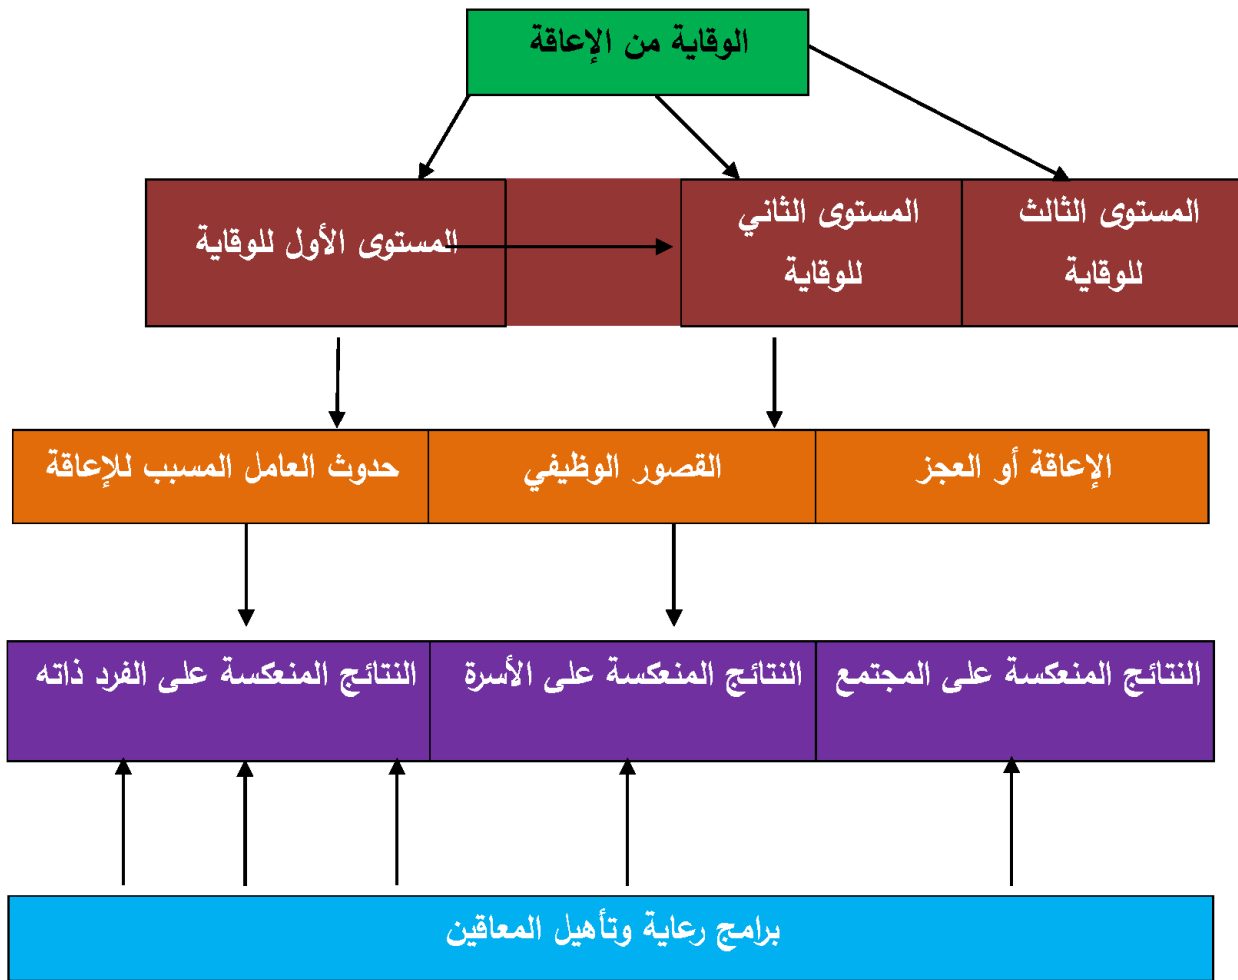 الوقاية من الإعاقة
المستوى الثالث
للوقاية
المستوى الثاني
للوقاية
المستوى الأول للوقاية
الإعاقة أو العجز
القصور الوظيفي
حدوث العامل المسبب للإعاقة
النتائج المنعكسة على المجتمع
النتائج المنعكسة على الأسرة
النتائج المنعكسة على الفرد ذاته
برامج رعاية وتأهيل المعاقين